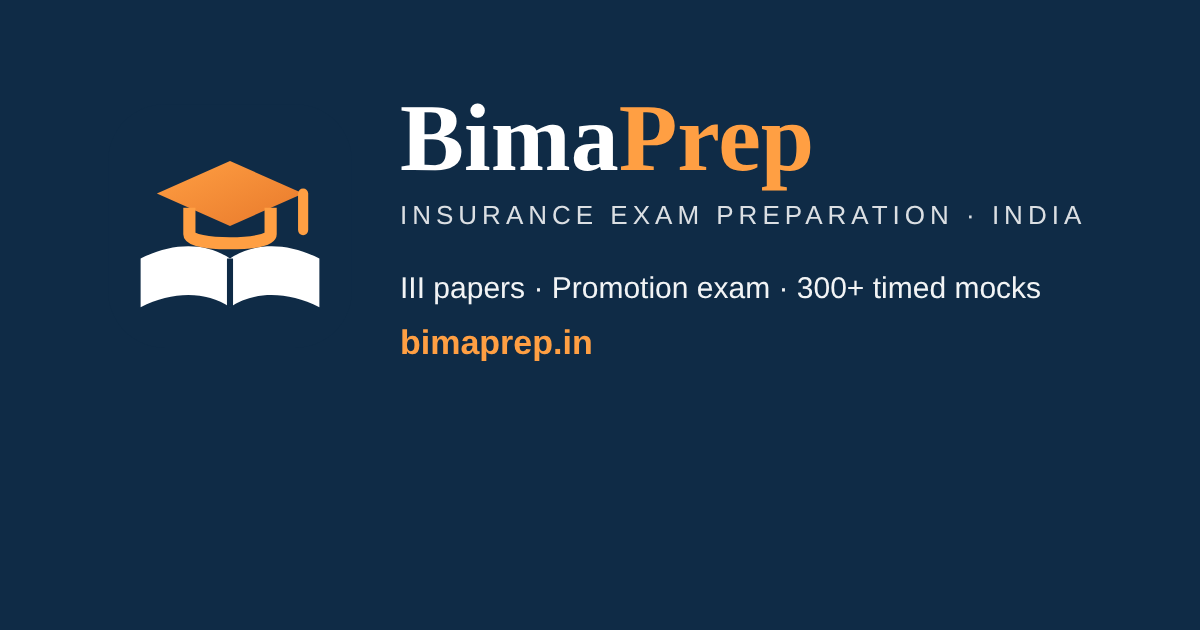 BimaPrep
INSURANCE EXAM PREPARATION · INDIA
III papers · Promotion exam · 300+ timed mocks
bimaprep.in